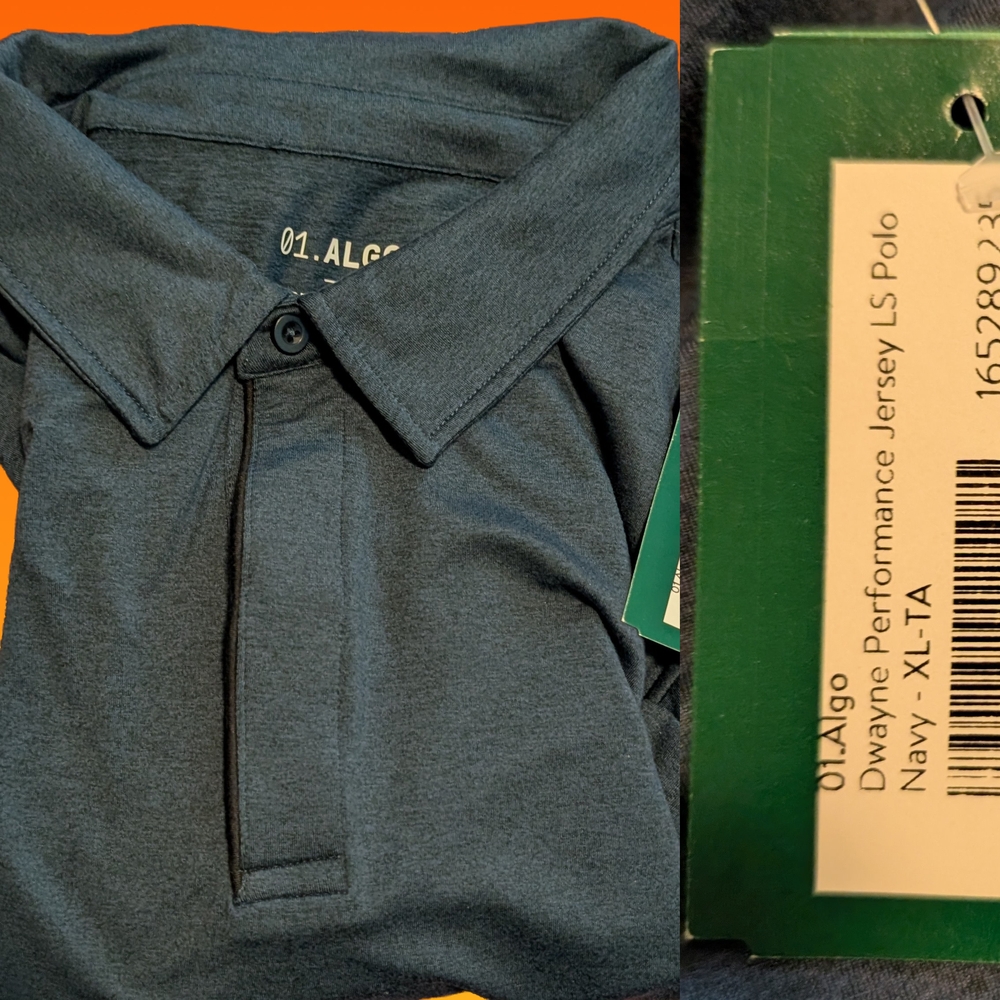 01.ALGO
01.Algo
Dwayne Performance Jersey LS Polo
Navy - XL-TA